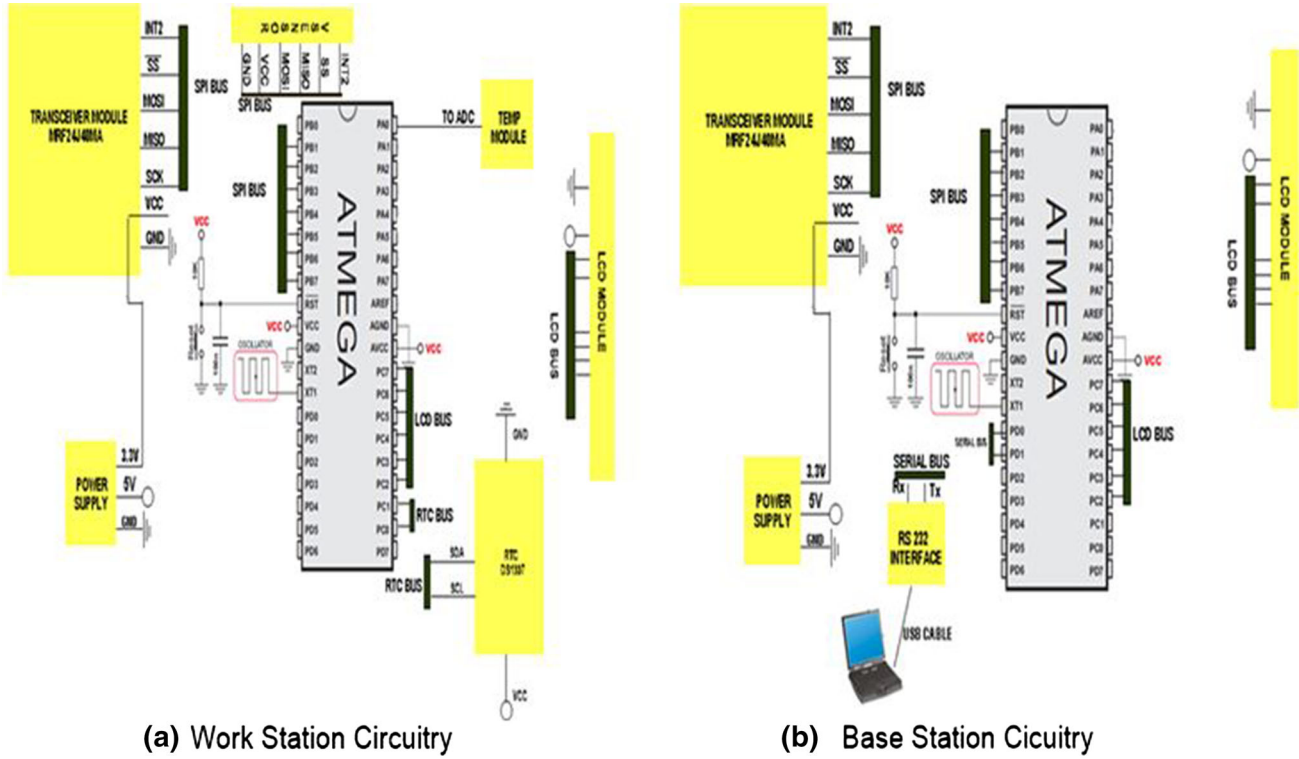 INT2
SS
MOSI
MISO
SCK
VCC
GND
SPI BUS
TRANSCEIVER MODULE
MRF24J40MA
V SENSOR
GND
VCC
MOSI
MISO
SS
INT2
SPI BUS
TO ADC
TEMP
MODULE
SPI BUS
ATMEGA
PB0
PB1
PB2
PB3
PB4
PB5
PB6
PB7
RST
VCC
GND
XT2
XT1
PD0
PD1
PD2
PD3
PD4
PD5
PD6
PA0
PA1
PA2
PA3
PA4
PA5
PA6
PA7
AREF
AGND
AVCC
PC7
PC6
PC5
PC4
PC3
PC2
PC1
PC0
PD7
VCC
VCC
VCC
Reset
OSCILLATOR
LCD BUS
LCD BUS
LCD MODULE
RTC BUS
RTC BUS
SDA
SCL
GND
RTC
DS1307
VCC
POWER
SUPPLY
3.3V
5V
GND
(a) Work Station Circuitry
INT2
SS
MOSI
MISO
SCK
VCC
GND
SPI BUS
TRANSCEIVER MODULE
MRF24J40MA
SPI BUS
ATMEGA
PB0
PB1
PB2
PB3
PB4
PB5
PB6
PB7
RST
VCC
GND
XT2
XT1
PD0
PD1
PD2
PD3
PD4
PD5
PD6
PA0
PA1
PA2
PA3
PA4
PA5
PA6
PA7
AREF
AGND
AVCC
PC7
PC6
PC5
PC4
PC3
PC2
PC1
PC0
PD7
VCC
VCC
VCC
Reset
OSCILLATOR
LCD BUS
LCD BUS
LCD MODULE
SERIAL BUS
SERIAL BUS
Rx
Tx
RS 232
INTERFACE
USB CABLE
POWER
SUPPLY
3.3V
5V
GND
(b) Base Station Cicuitry